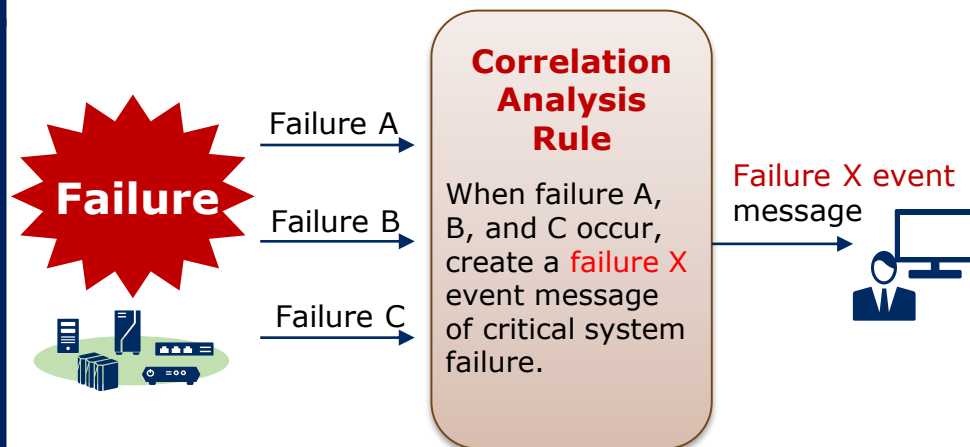 Failure
Failure A
Failure B
Failure C
Correlation
Analysis
Rule
When failure A,
B, and C occur,
create a failure X
event message
of critical system
failure.
Failure X event
message